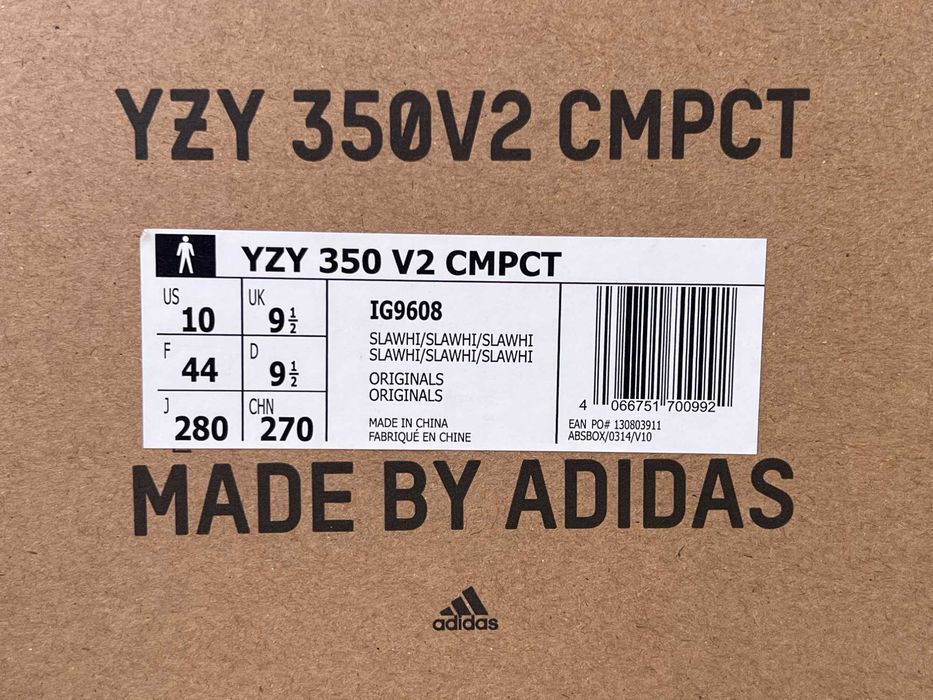 YZY 350V2 CMPCT
YZY 350 V2 CMPCT
US 10
UK 9 1/2
F 44
D 9 1/2
J 280
CHN 270
IG9608
SLAWHI/SLAWHI/SLAWHI
SLAWHI/SLAWHI/SLAWHI
ORIGINALS
ORIGINALS
MADE IN CHINA
FABRIQUÉ EN CHINE
4 066751 700992
EAN PO# 130803911
ABSBOX/0314/V10
MADE BY ADIDAS
adidas